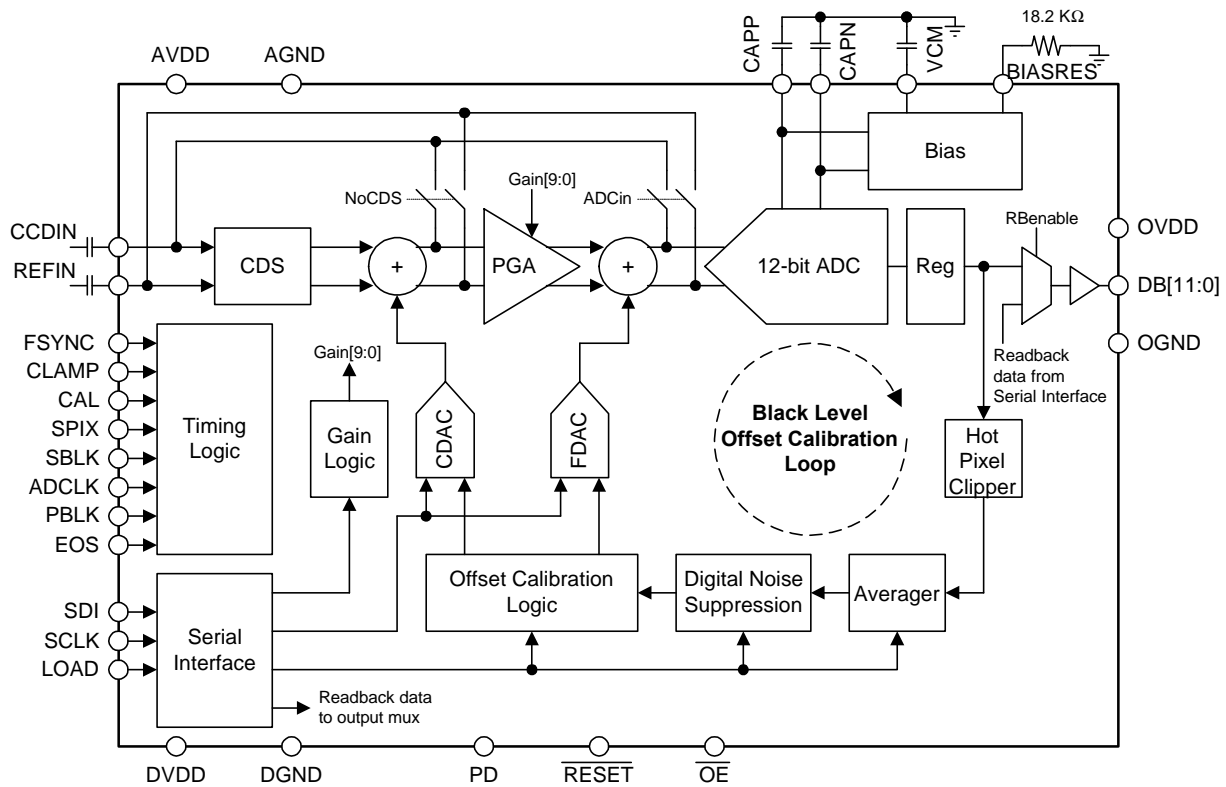 18.2 KΩ
CAPP
CAPN
VCM
BIASRES
AVDD
AGND
Bias
NoCDS
Gain[9:0]
ADCin
CCDIN
REFIN
CDS
+
PGA
+
12-bit ADC
Reg
RBenable
OVDD
DB[11:0]
OGND
Readback
data from
Serial Interface
FSYNC
CLAMP
CAL
SPIX
SBLK
ADCLK
PBLK
EOS
Timing
Logic
Gain[9:0]
Gain
Logic
CDAC
FDAC
Black Level
Offset Calibration
Loop
Hot
Pixel
Clipper
SDI
SCLK
LOAD
Serial
Interface
Offset Calibration
Logic
Digital Noise
Suppression
Averager
Readback data
to output mux
DVDD
DGND
PD
RESET
OE